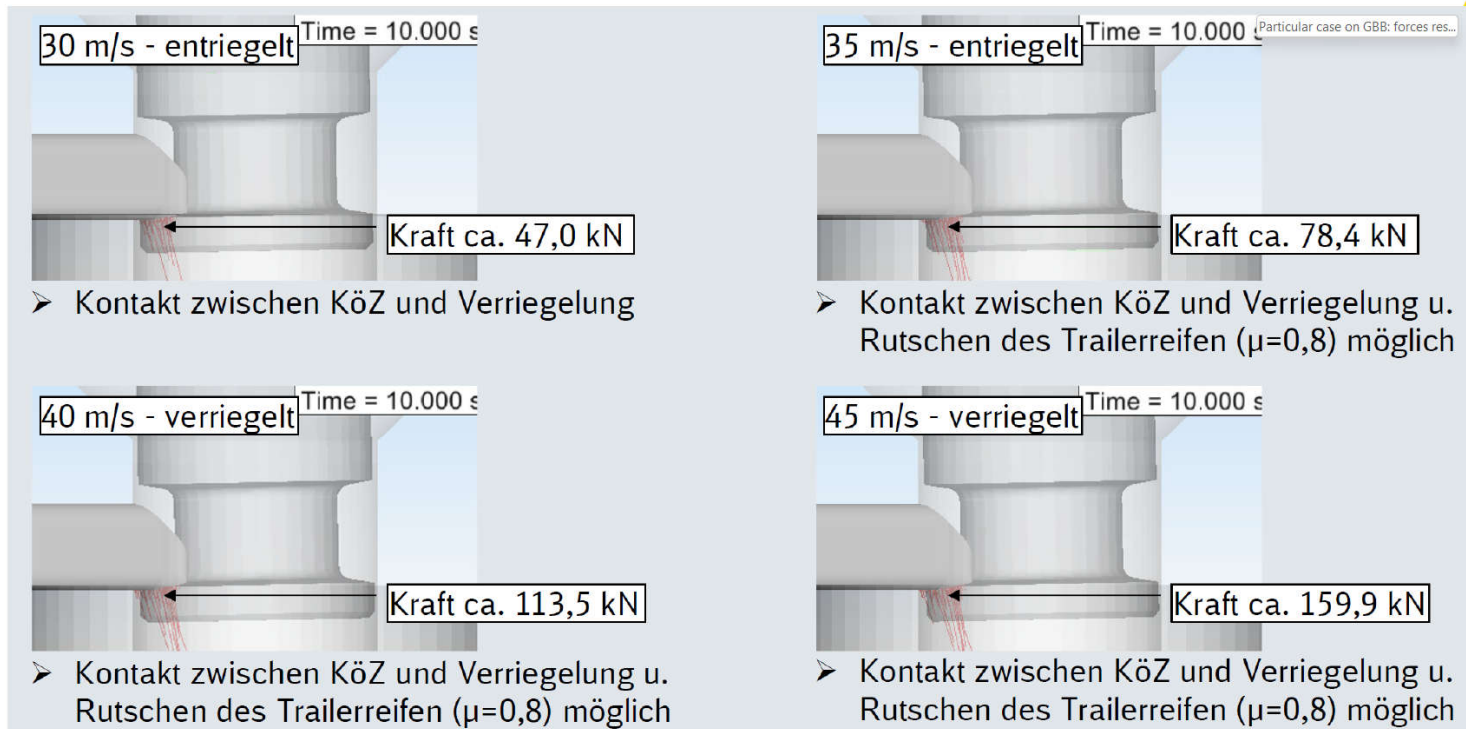 30 m/s - entriegelt
Time = 10.000 s
Kraft ca. 47,0 kN
➢ Kontakt zwischen KöZ und Verriegelung
35 m/s - entriegelt
Time = 10.000 s
Particular case on GBB: forces res...
Kraft ca. 78,4 kN
➢ Kontakt zwischen KöZ und Verriegelung u.
Rutschen des Trailerreifen (µ=0,8) möglich
40 m/s - verriegelt
Time = 10.000 s
Kraft ca. 113,5 kN
➢ Kontakt zwischen KöZ und Verriegelung u.
Rutschen des Trailerreifen (µ=0,8) möglich
45 m/s - verriegelt
Time = 10.000 s
Kraft ca. 159,9 kN
➢ Kontakt zwischen KöZ und Verriegelung u.
Rutschen des Trailerreifen (µ=0,8) möglich